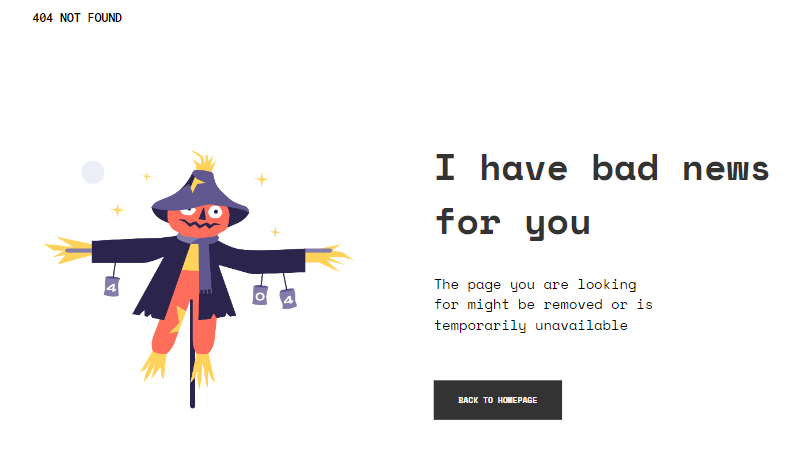 404 NOT FOUND
I have bad news
for you
4
0
4
The page you are looking
for might be removed or is
temporarily unavailable
BACK TO HOMEPAGE